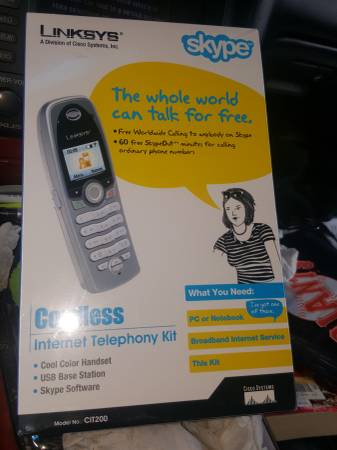 LINKSYS®
A Division of Cisco Systems, Inc.
skype
The whole world
can talk for free.
• Free Worldwide Calling to anybody on Skype
• 60 free SkypeOut™ minutes for calling
ordinary phone numbers
LINKSYS
Menu
What You Need:
PC or Notebook
I've got one
of these.
Broadband Internet Service
This Kit
Cordless
Internet Telephony Kit
• Cool Color Handset
• USB Base Station
• Skype Software
CISCO SYSTEMS
Model No.: CIT200